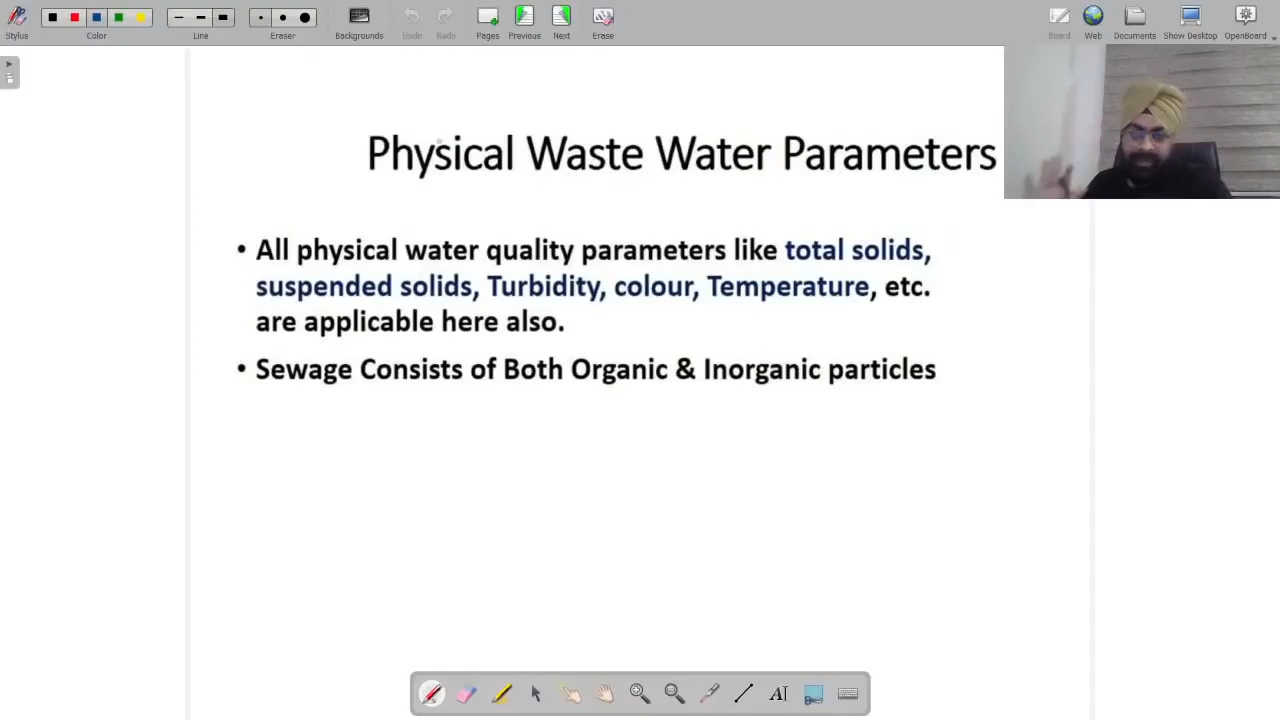 Stylus
Color
Line
Eraser
Backgrounds
Undo
Redo
Pages
Previous
Next
Erase
Board
Web
Documents
Show Desktop
OpenBoard
Physical Waste Water Parameters
• All physical water quality parameters like total solids,
suspended solids, Turbidity, colour, Temperature, etc.
are applicable here also.
• Sewage Consists of Both Organic & Inorganic particles
AI